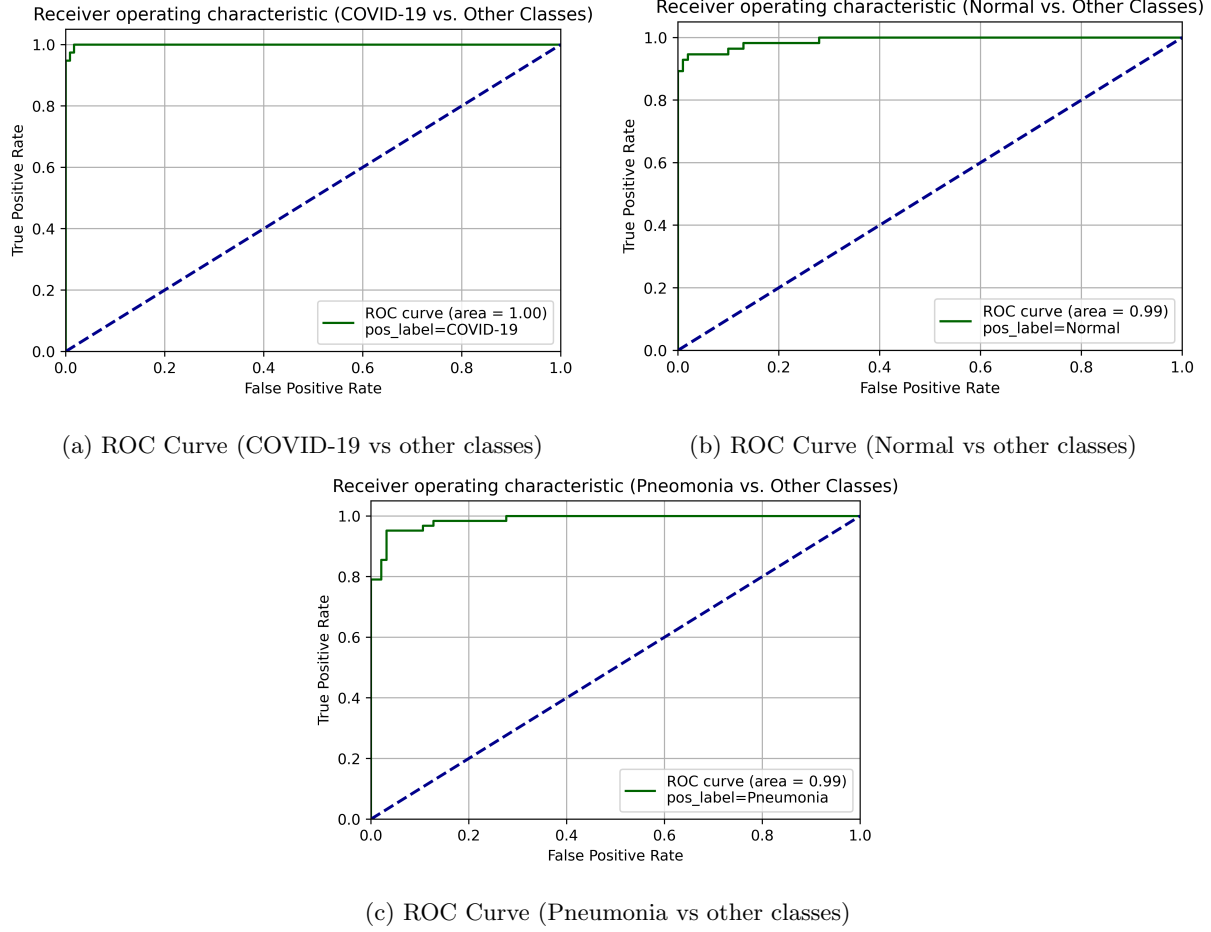 Receiver operating characteristic (COVID-19 vs. Other Classes)
1.0
0.8
0.6
0.4
0.2
0.0
True Positive Rate
ROC curve (area = 1.00)
pos_label=COVID-19
0.0 0.2 0.4 0.6 0.8 1.0
False Positive Rate
(a) ROC Curve (COVID-19 vs other classes)
Receiver operating characteristic (Normal vs. Other Classes)
1.0
0.8
0.6
0.4
0.2
0.0
True Positive Rate
ROC curve (area = 0.99)
pos_label=Normal
0.0 0.2 0.4 0.6 0.8 1.0
False Positive Rate
(b) ROC Curve (Normal vs other classes)
Receiver operating characteristic (Pneomonia vs. Other Classes)
1.0
0.8
0.6
0.4
0.2
0.0
True Positive Rate
ROC curve (area = 0.99)
pos_label=Pneumonia
0.0 0.2 0.4 0.6 0.8 1.0
False Positive Rate
(c) ROC Curve (Pneumonia vs other classes)